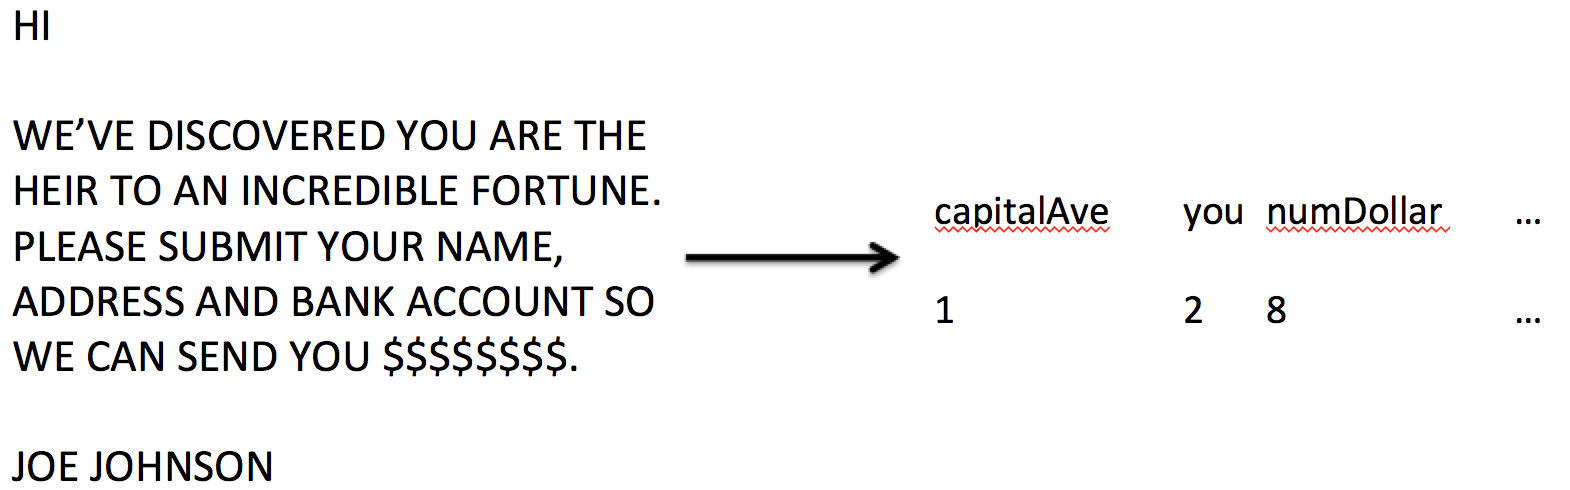 HI
WE’VE DISCOVERED YOU ARE THE
HEIR TO AN INCREDIBLE FORTUNE.
PLEASE SUBMIT YOUR NAME,
ADDRESS AND BANK ACCOUNT SO
WE CAN SEND YOU $$$$$$$$.
JOE JOHNSON
capitalAve you numDollar ...
1 2 8 ...